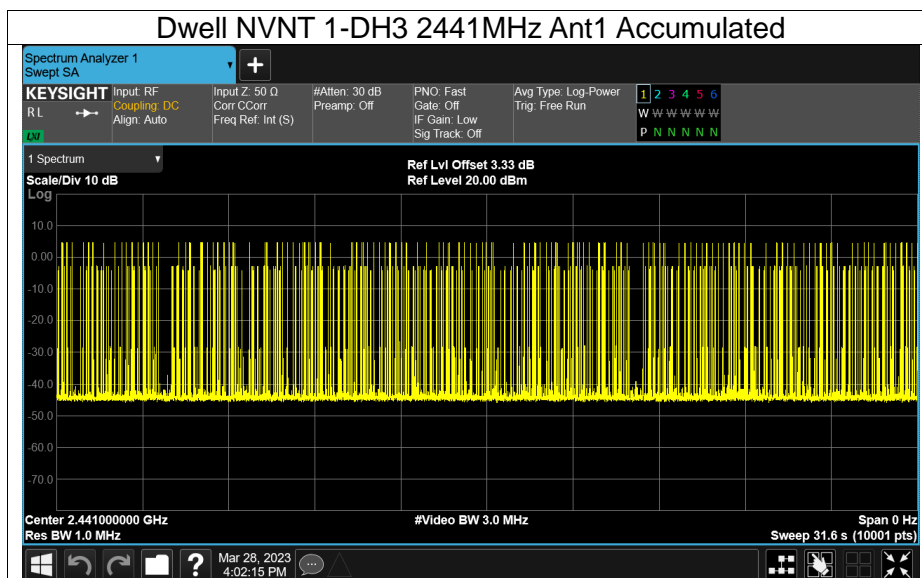 Dwell NVNT 1-DH3 2441MHz Ant1 Accumulated
Spectrum Analyzer 1
Swept SA
+
KEYSIGHT
R L
LXI
Input: RF
Coupling: DC
Align: Auto
Input Z: 50 Ω
Corr CCorr
Freq Ref: Int (S)
#Atten: 30 dB
Preamp: Off
PNO: Fast
Gate: Off
IF Gain: Low
Sig Track: Off
Avg Type: Log-Power
Trig: Free Run
1 2 3 4 5 6
W W W W W W
P N N N N N
1 Spectrum
Scale/Div 10 dB
Ref Lvl Offset 3.33 dB
Ref Level 20.00 dBm
Log
10.0
0.00
-10.0
-20.0
-30.0
-40.0
-50.0
-60.0
-70.0
Center 2.441000000 GHz
#Video BW 3.0 MHz
Span 0 Hz
Res BW 1.0 MHz
Sweep 31.6 s (10001 pts)
?
Mar 28, 2023
4:02:15 PM